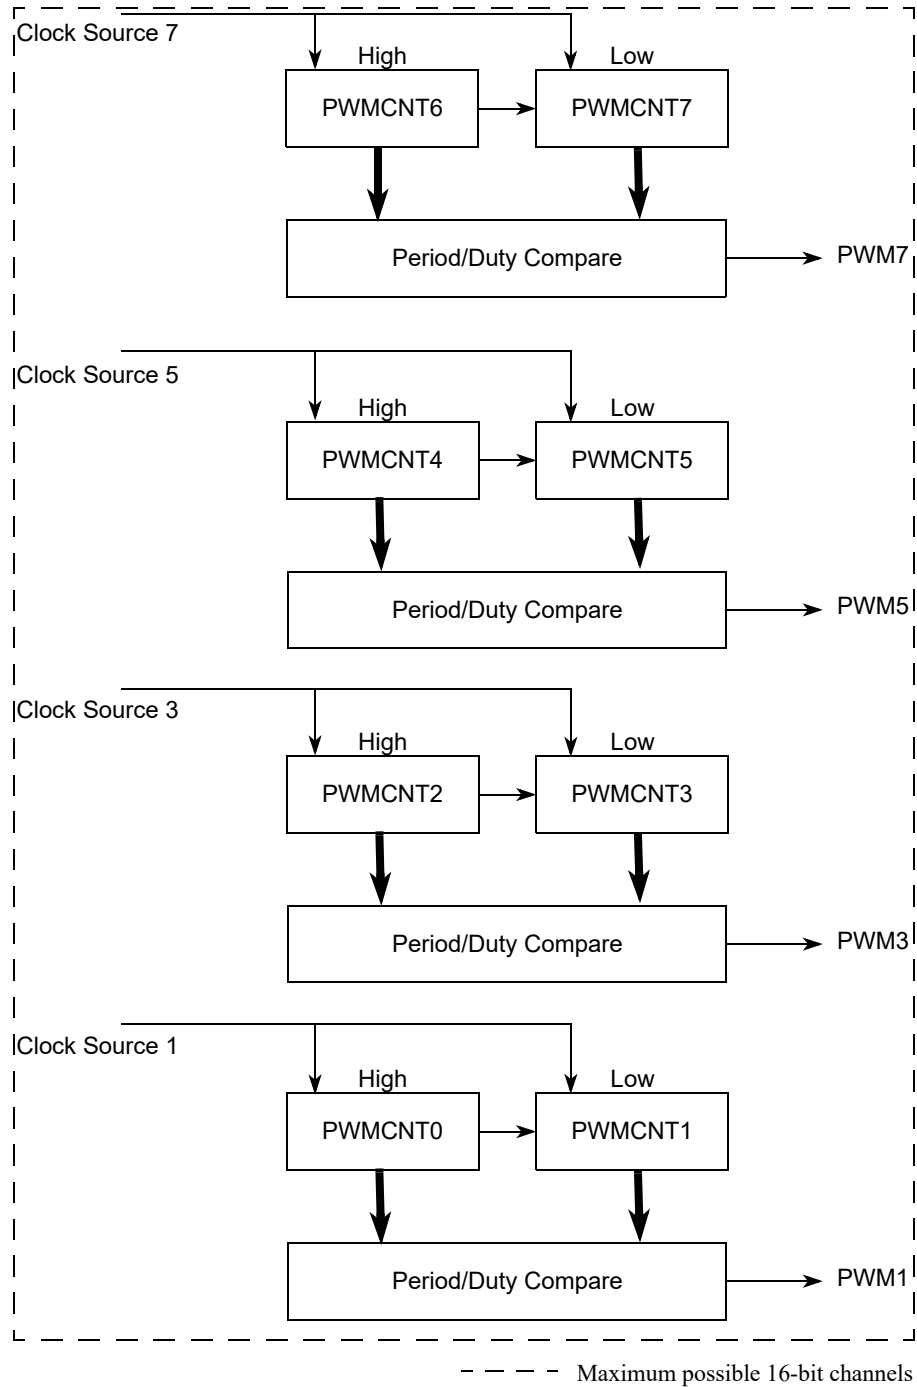 Clock Source 7
High
Low
PWMCNT6
PWMCNT7
Period/Duty Compare
PWM7
Clock Source 5
High
Low
PWMCNT4
PWMCNT5
Period/Duty Compare
PWM5
Clock Source 3
High
Low
PWMCNT2
PWMCNT3
Period/Duty Compare
PWM3
Clock Source 1
High
Low
PWMCNT0
PWMCNT1
Period/Duty Compare
PWM1
Maximum possible 16-bit channels